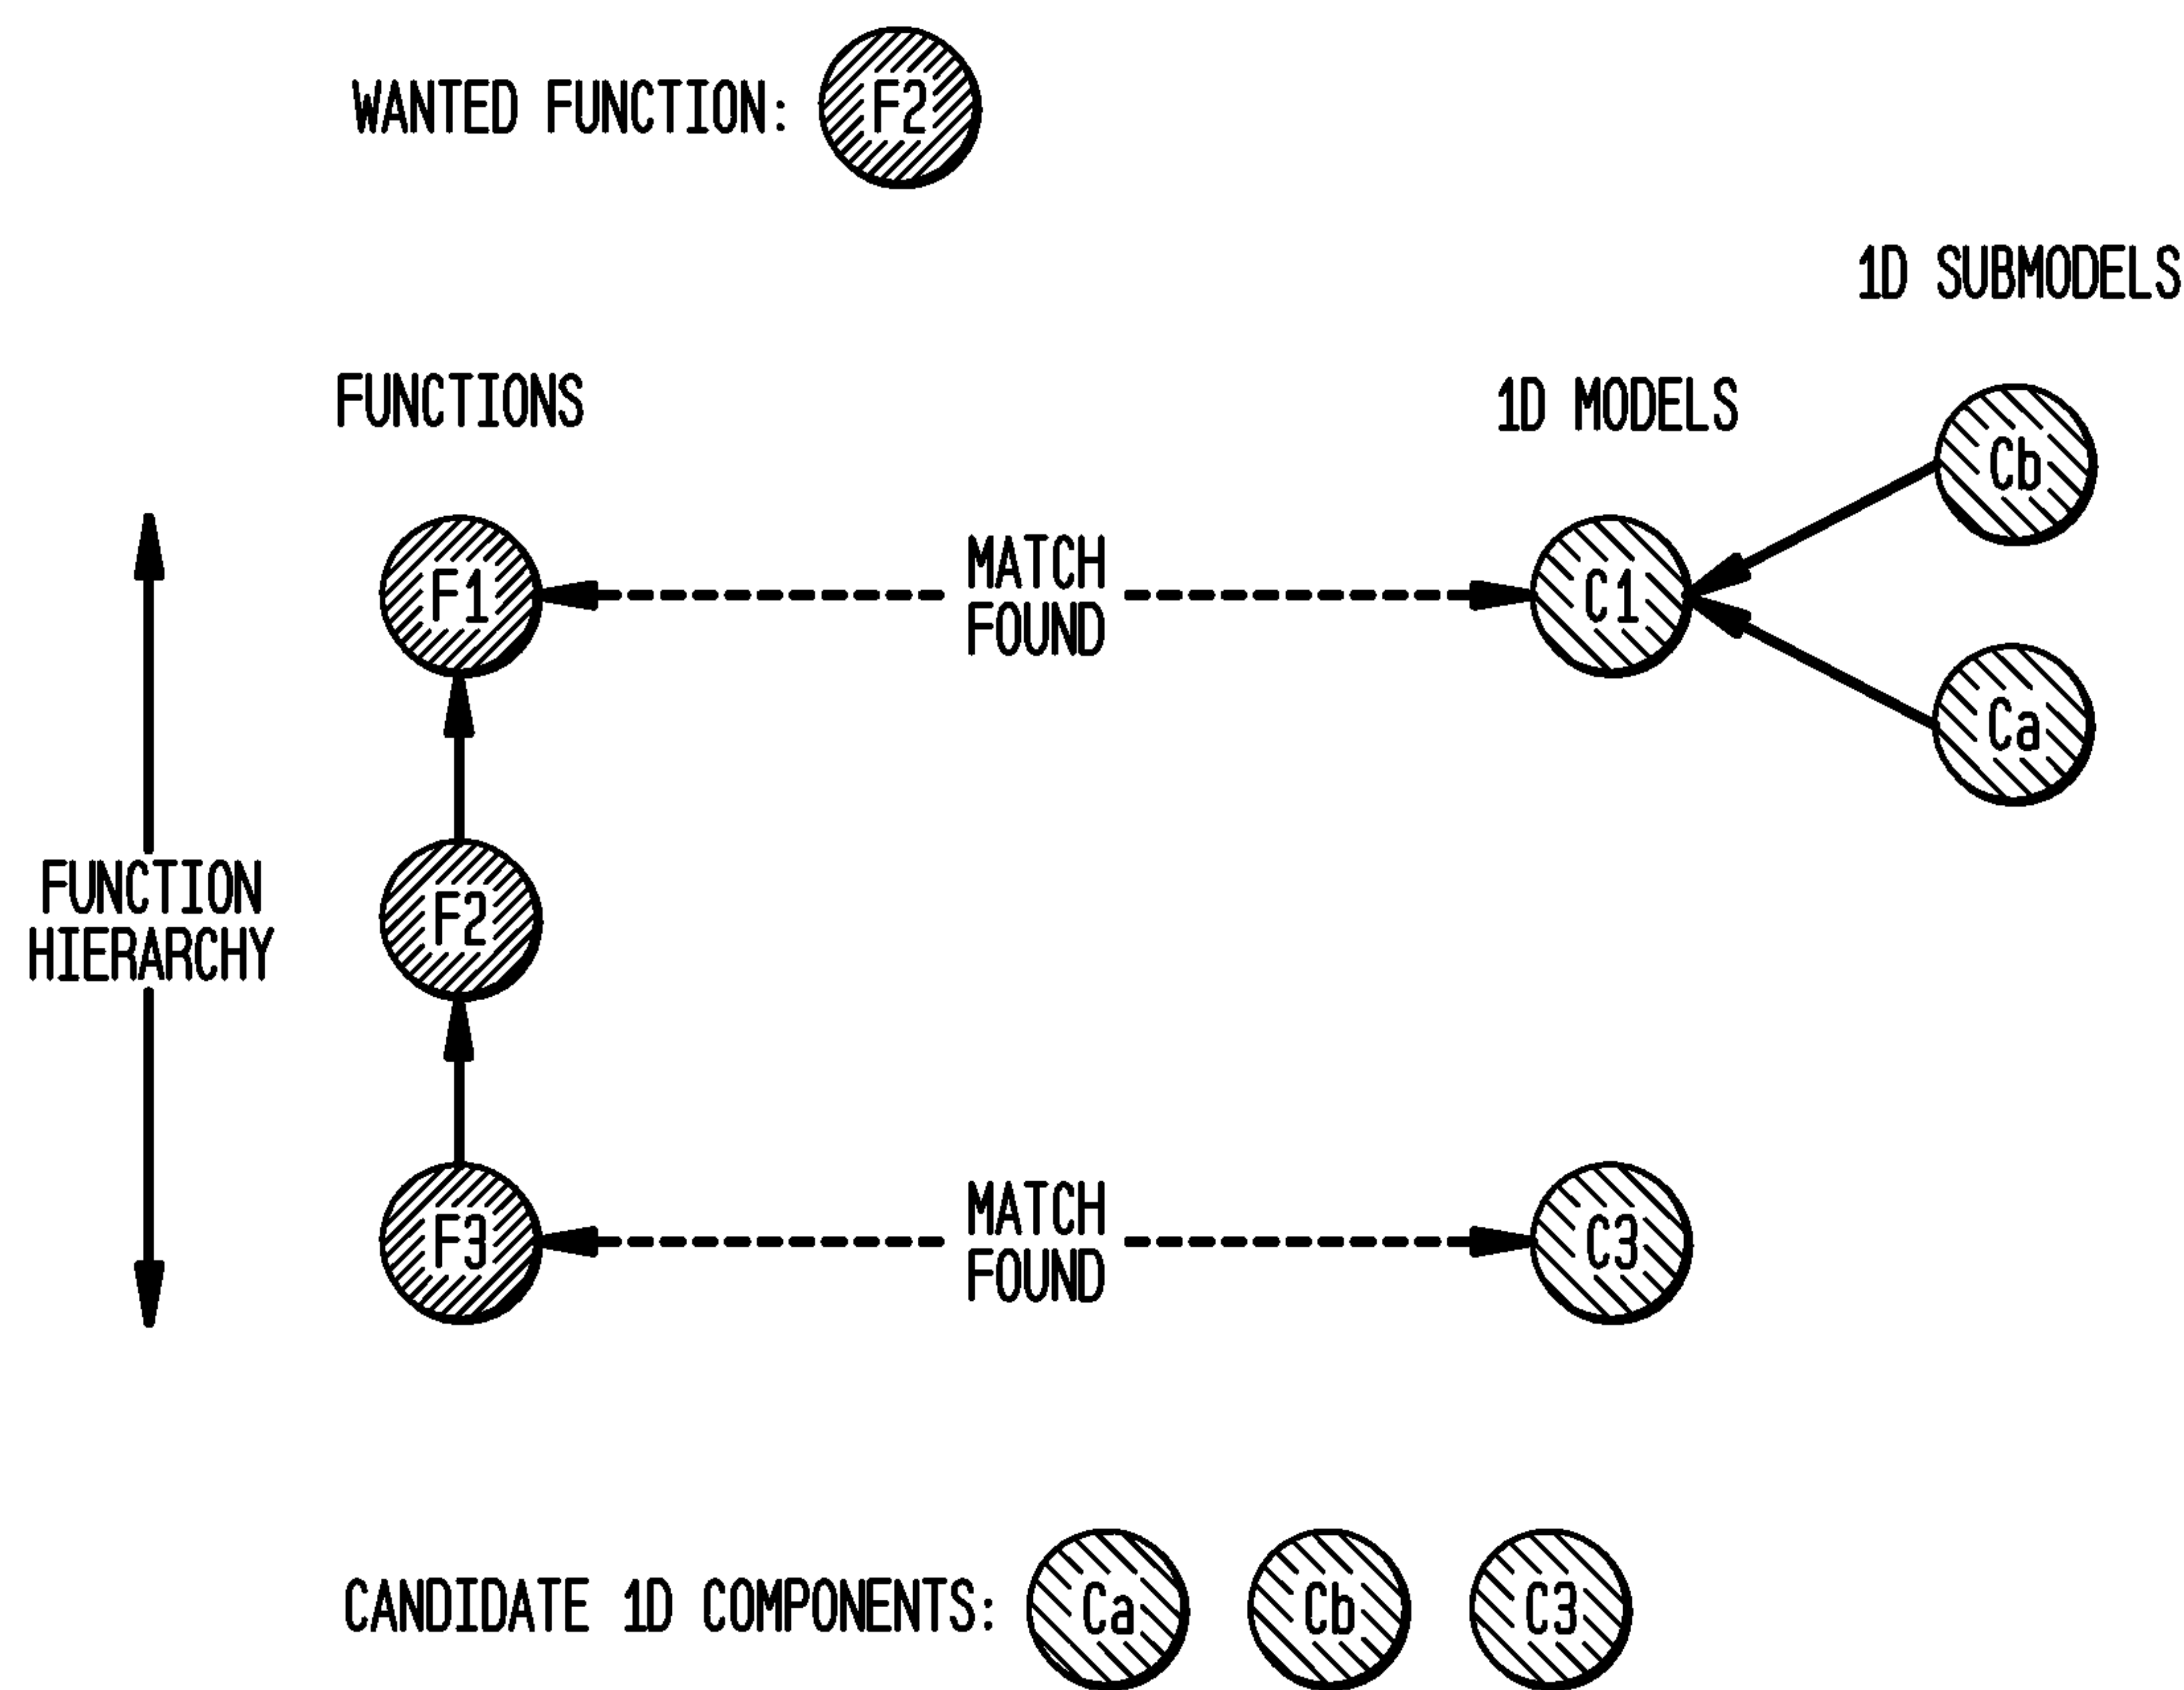 WANTED FUNCTION: F2
1D SUBMODELS
FUNCTIONS
1D MODELS
Cb
F1
MATCH
FOUND
C1
Ca
FUNCTION
HIERARCHY
F2
F3
MATCH
FOUND
C3
CANDIDATE 1D COMPONENTS: Ca Cb C3